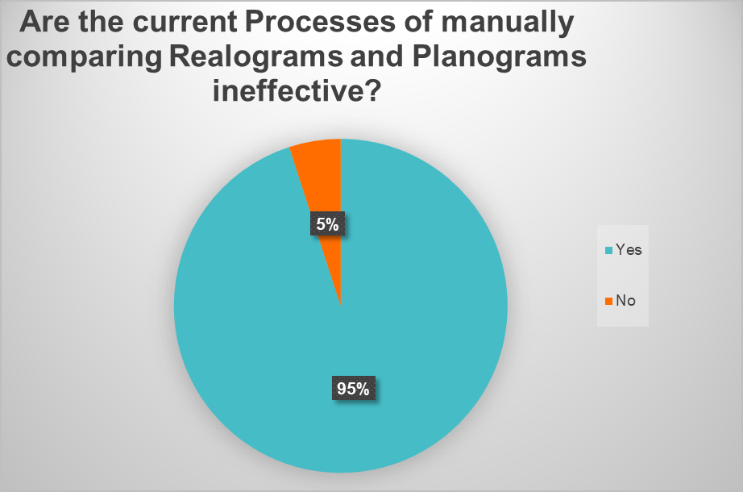 Are the current Processes of manually
comparing Realograms and Planograms
ineffective?
5%
Yes
No
95%